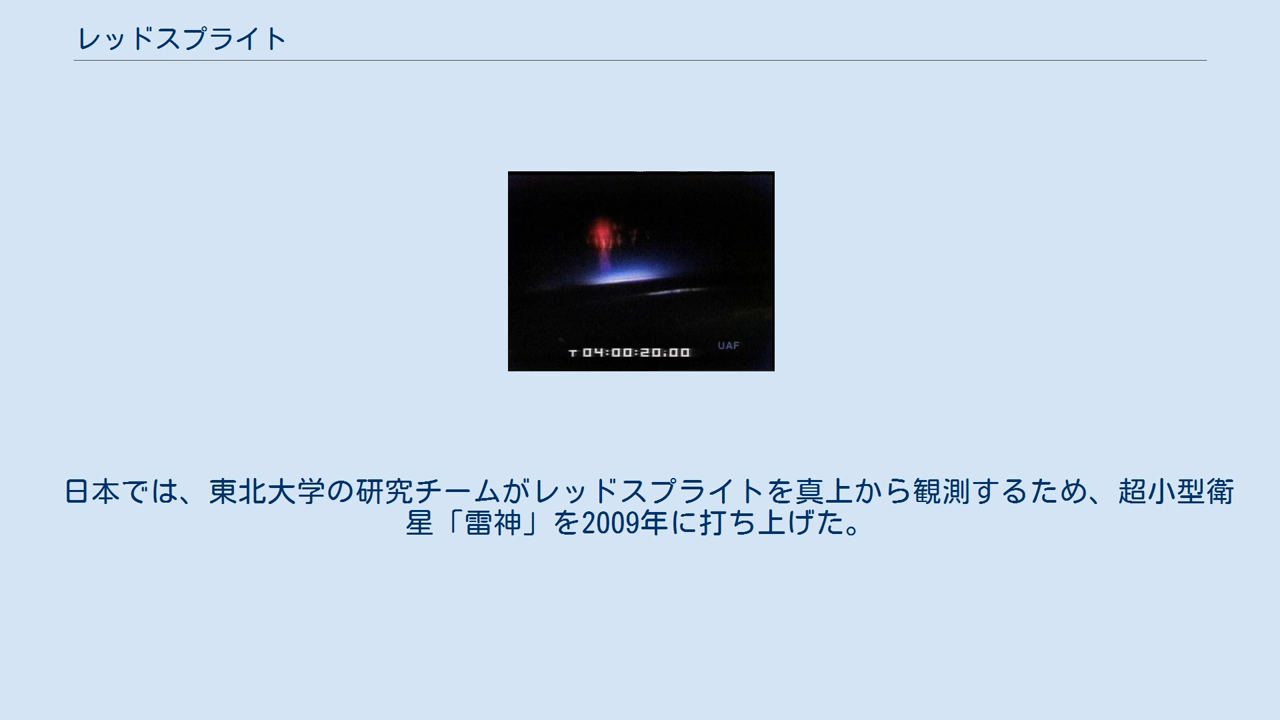 レッドスプライト
T 04:00:20.00
UAF
日本では、東北大学の研究チームがレッドスプライトを真上から観測するため、超小型衛
星「雷神」を2009年に打ち上げた。